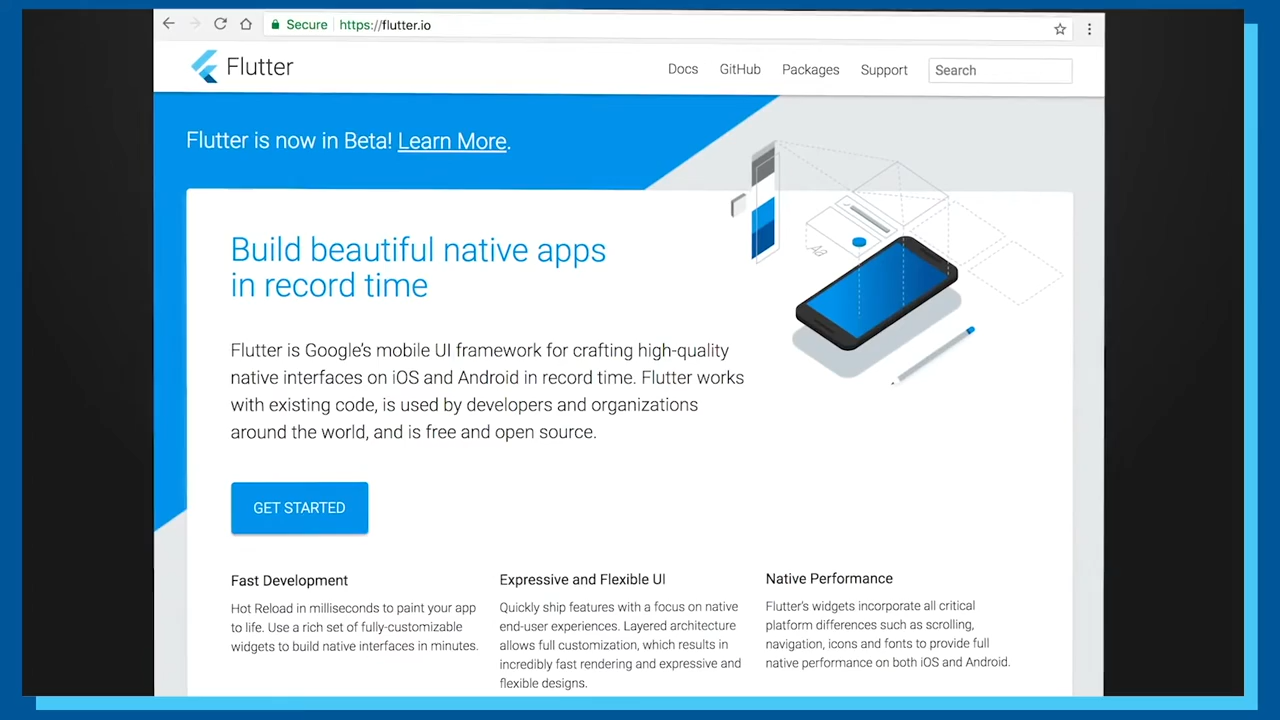 Secure https://flutter.io
Flutter
Docs GitHub Packages Support Search
Flutter is now in Beta! Learn More.
Build beautiful native apps
in record time
Aa
Flutter is Google's mobile UI framework for crafting high-quality
native interfaces on iOS and Android in record time. Flutter works
with existing code, is used by developers and organizations
around the world, and is free and open source.
GET STARTED
Fast Development
Hot Reload in milliseconds to paint your app
to life. Use a rich set of fully-customizable
widgets to build native interfaces in minutes.
Expressive and Flexible UI
Quickly ship features with a focus on native
end-user experiences. Layered architecture
allows full customization, which results in
incredibly fast rendering and expressive and
flexible designs.
Native Performance
Flutter's widgets incorporate all critical
platform differences such as scrolling,
navigation, icons and fonts to provide full
native performance on both iOS and Android.